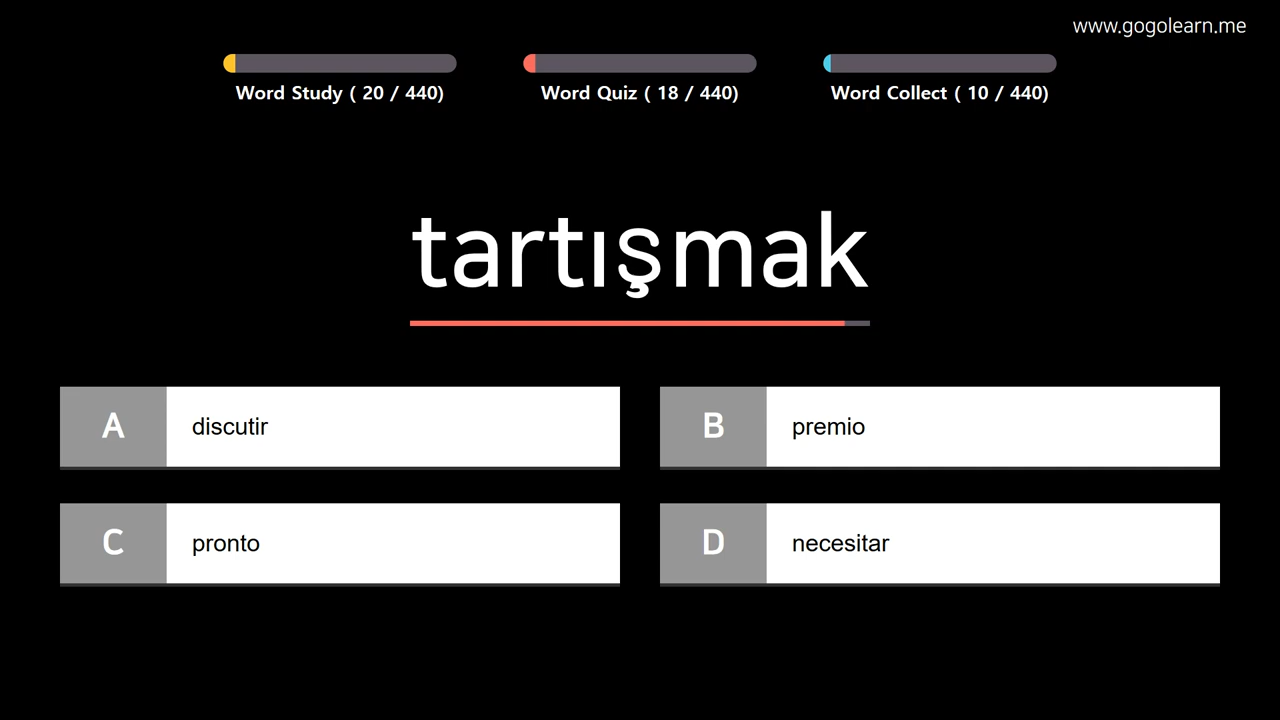 www.gogolearn.me
Word Study ( 20 / 440)
Word Quiz ( 18 / 440)
Word Collect ( 10 / 440)
tartışmak
A discutir
B premio
C pronto
D necesitar